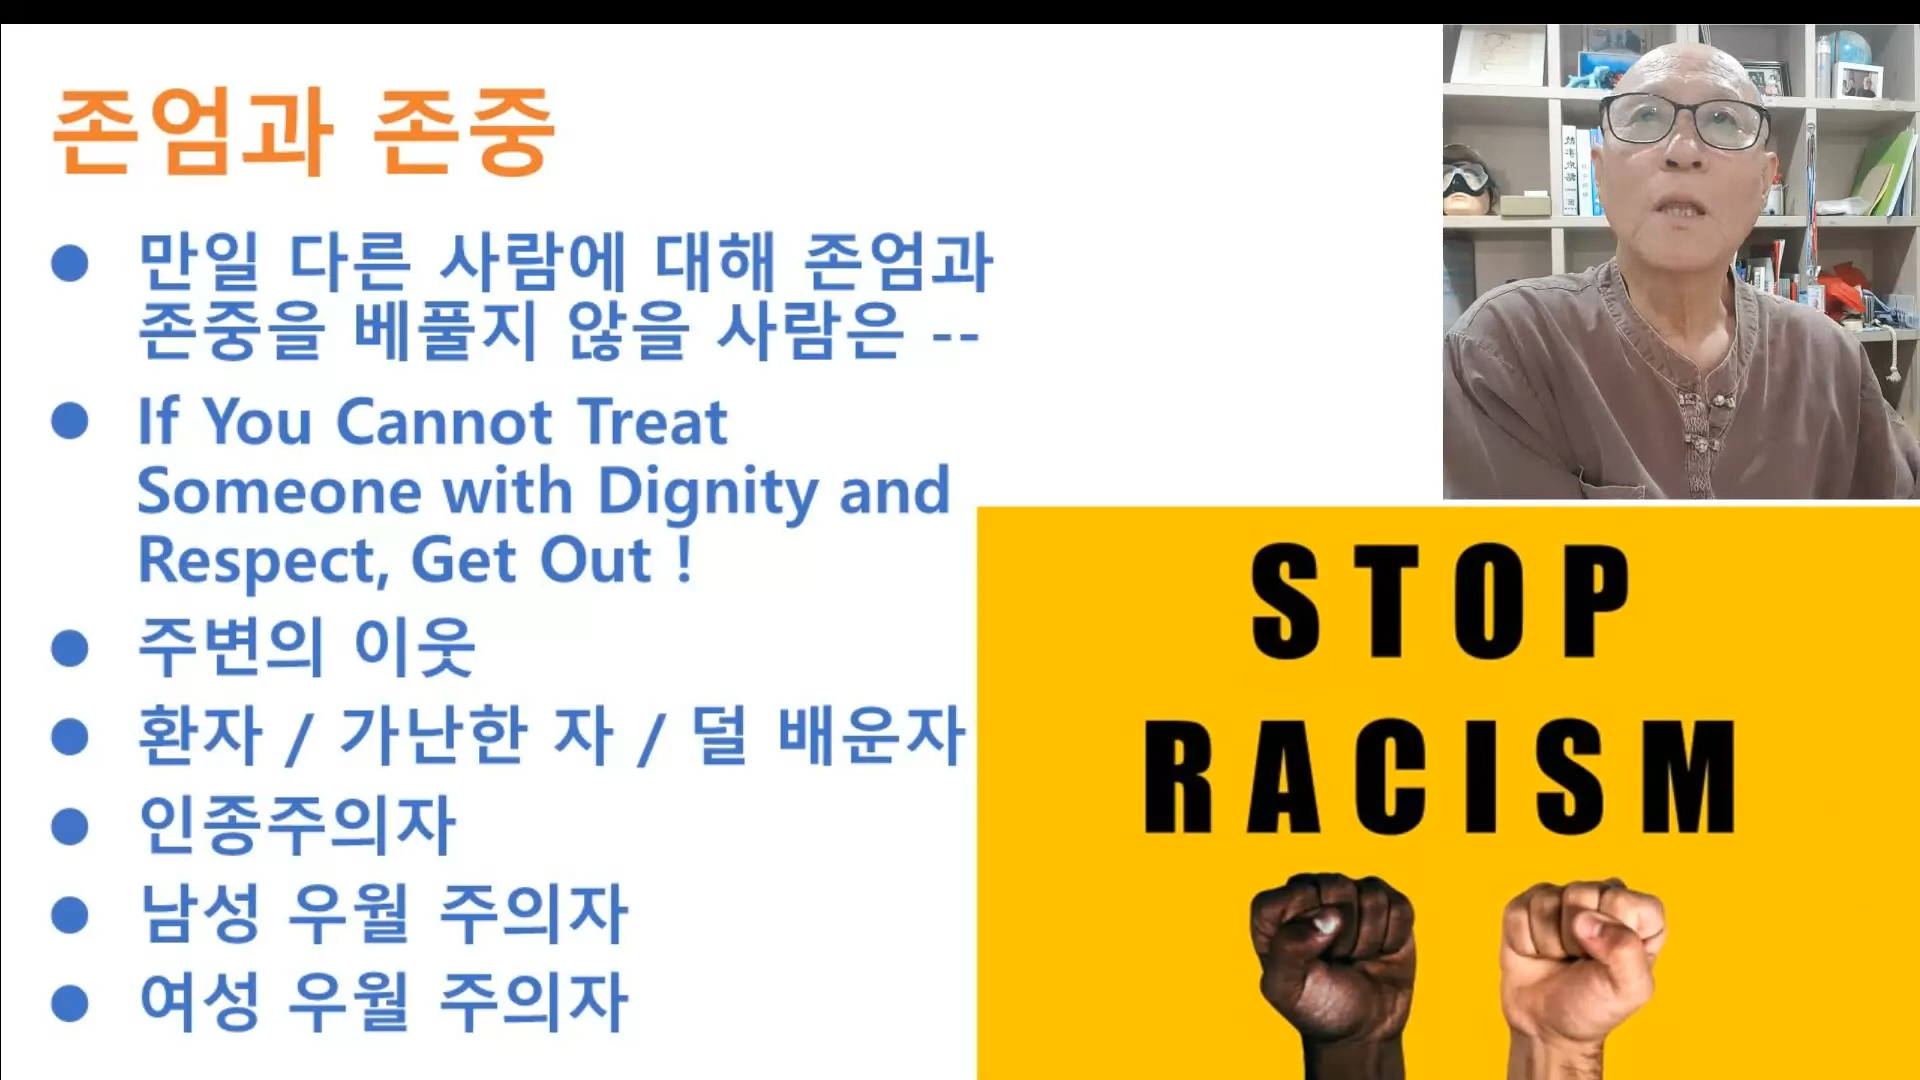 존엄과 존중
● 만일 다른 사람에 대해 존엄과
존중을 베풀지 않을 사람은 --
● If You Cannot Treat
Someone with Dignity and
Respect, Get Out !
● 주변의 이웃
● 환자 / 가난한 자 / 덜 배운자
● 인종주의자
● 남성 우월 주의자
● 여성 우월 주의자
STOP
RACISM